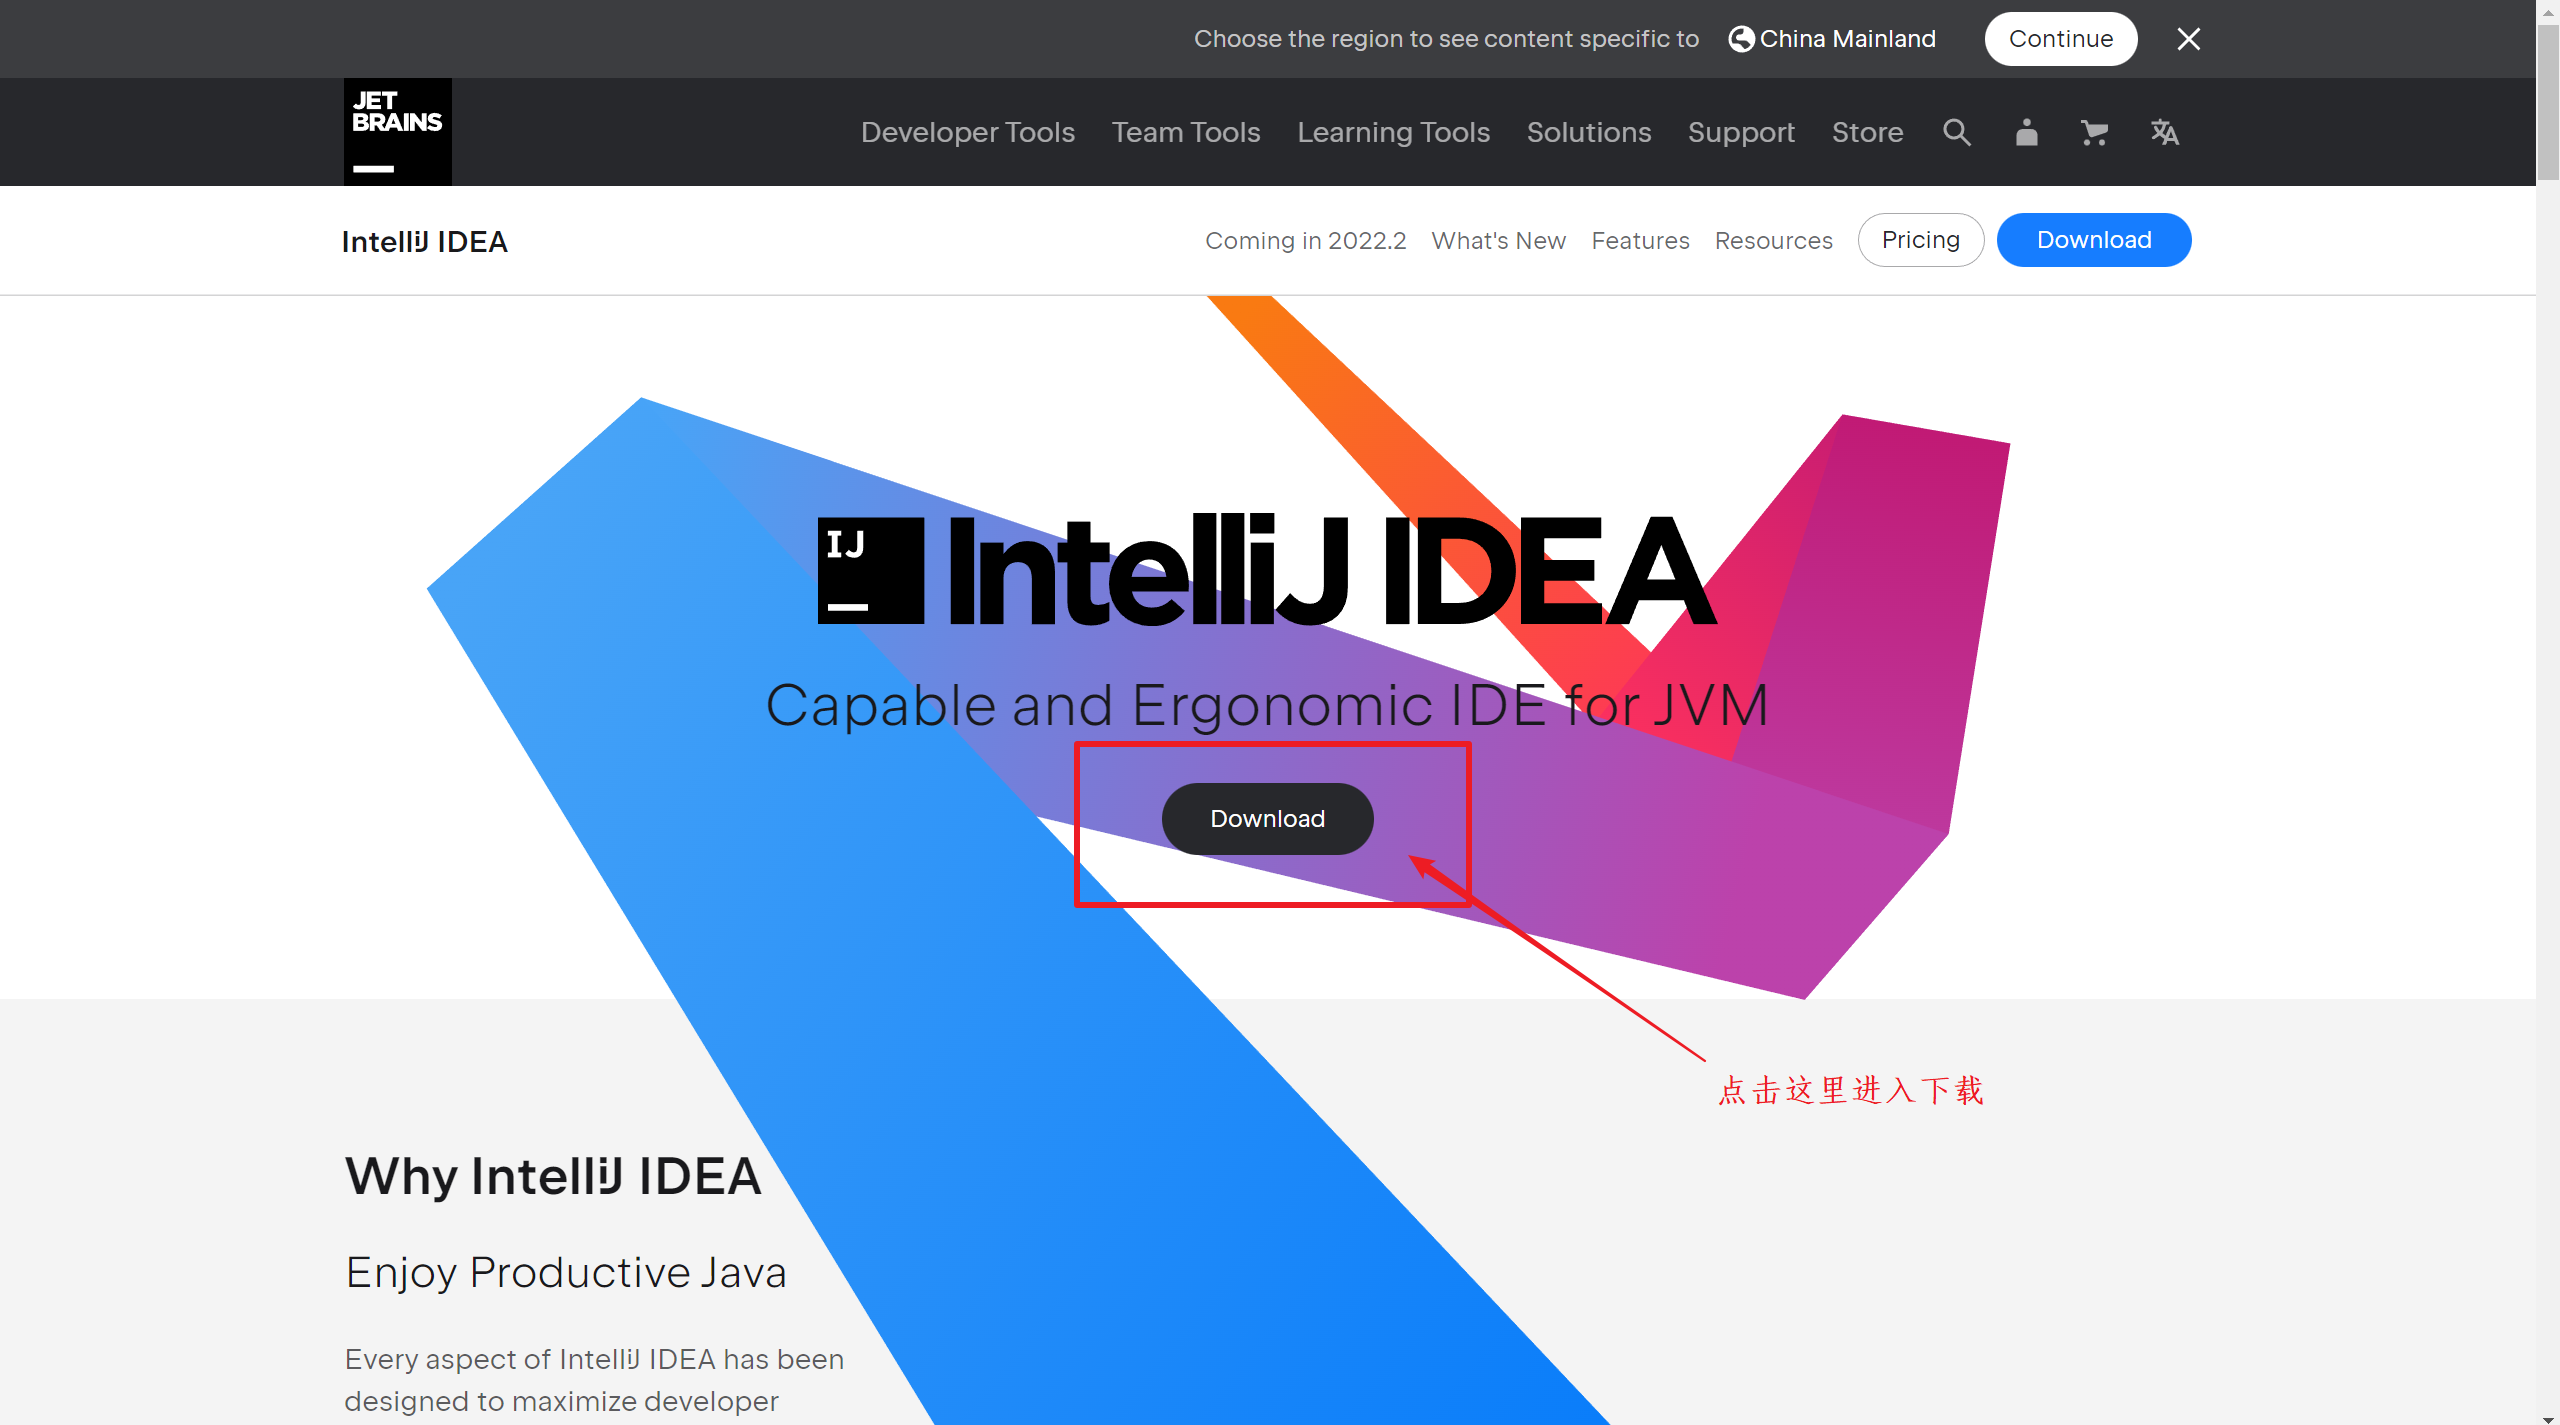 Choose the region to see content specific to China Mainland Continue
JET
BRAINS
Developer Tools Team Tools Learning Tools Solutions Support Store
IntelliJ IDEA
Coming in 2022.2 What's New Features Resources Pricing Download
IJ
IntelliJ IDEA
Capable and Ergonomic IDE for JVM
Download
点击这里进入下载
Why IntelliJ IDEA
Enjoy Productive Java
Every aspect of IntelliJ IDEA has been
designed to maximize developer